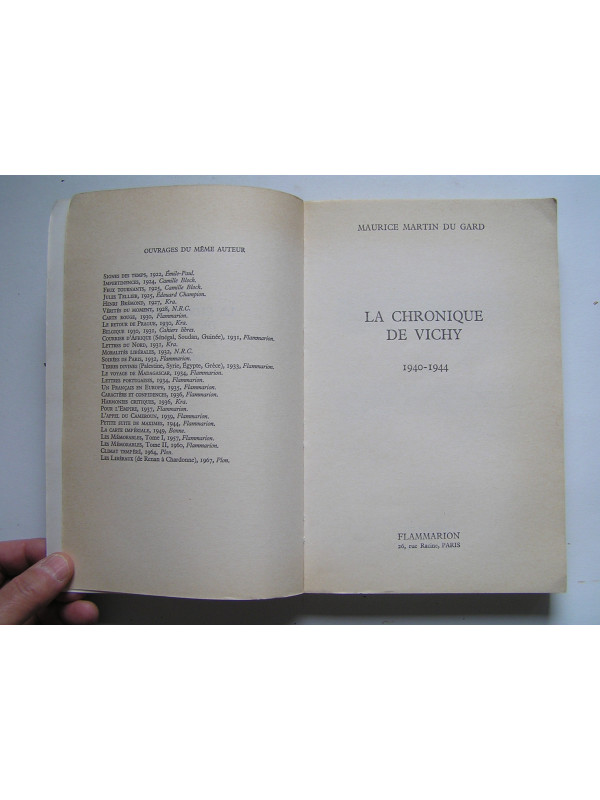 OUVRAGES DU MÊME AUTEUR
SIGNES DES TEMPS, 1922, Émile-Paul.
IMPERTINENCES, 1924, Camille Bloch.
FEUX TOURNANTS, 1925, Camille Bloch.
JULES TELLIER, 1925, Édouard Champion.
HENRI BRÉMOND, 1927, Kra.
VÉRITÉS DU MOMENT, 1928, N.R.C.
CARTE ROUGE, 1930, Flammarion.
LE RETOUR DE PRAGUE, 1930, Kra.
BELGIQUE 1930, 1931, Cahiers libres.
COURRIER D'AFRIQUE (Sénégal, Soudan, Guinée), 1931, Flammarion.
LETTRES DU NORD, 1931, Kra.
MORALITÉS LIBÉRALES, 1932, N.R.C.
SOIRÉES DE PARIS, 1932, Flammarion.
TERRES DIVINES (Palestine, Syrie, Égypte, Grèce), 1933, Flammarion.
LE VOYAGE DE MADAGASCAR, 1934, Flammarion.
LETTRES PORTUGAISES, 1934, Flammarion.
UN FRANÇAIS EN EUROPE, 1935, Flammarion.
CARACTÈRES ET CONFIDENCES, 1936, Flammarion.
HARMONIES CRITIQUES, 1936, Kra.
POUR L'EMPIRE, 1937, Flammarion.
L'APPEL DU CAMEROUN, 1939, Flammarion.
PETITE SUITE DE MAXIMES, 1944, Flammarion.
LA CARTE IMPÉRIALE, 1949, Bonne.
LES MÉMORABLES, Tome I, 1957, Flammarion.
LES MÉMORABLES, Tome II, 1960, Flammarion.
CLIMAT TEMPÉRÉ, 1964, Plon.
LES LIBÉRAUX (de Renan à Chardonne), 1967, Plon.
MAURICE MARTIN DU GARD
LA CHRONIQUE
DE VICHY
1940-1944
FLAMMARION
26, rue Racine, PARIS